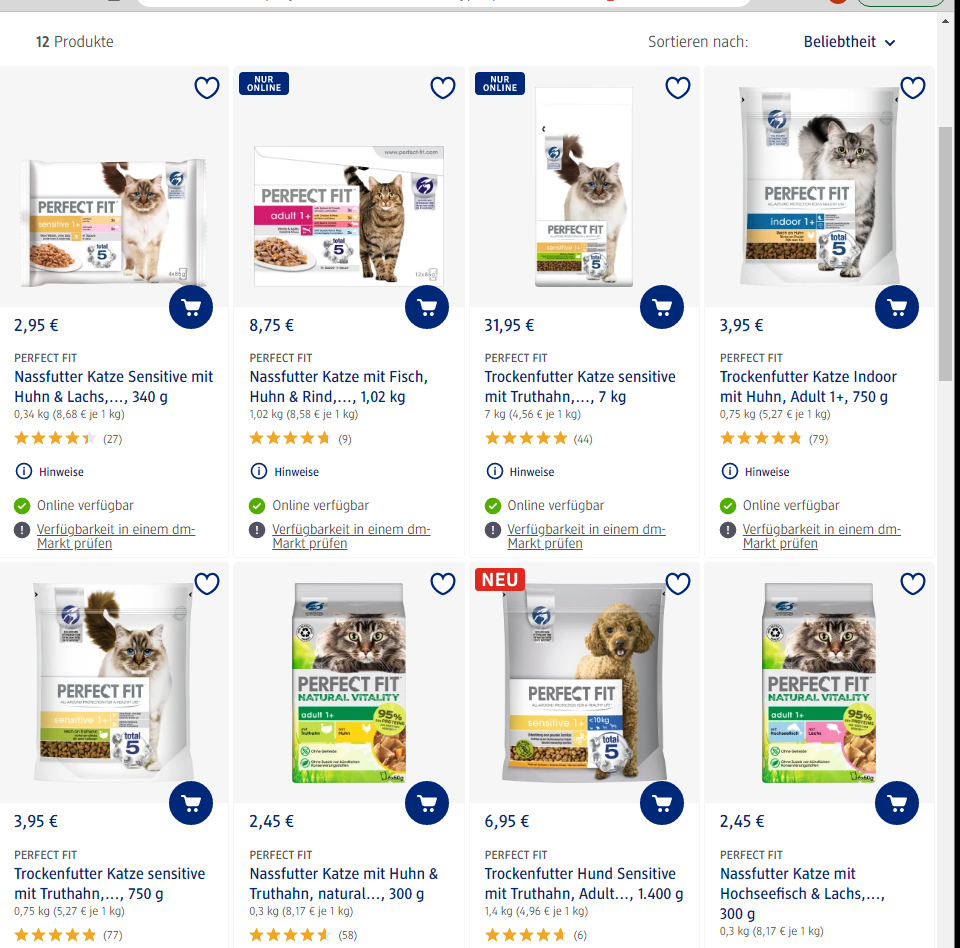 12 Produkte
Sortieren nach:
Beliebtheit
NUR
ONLINE
NUR
ONLINE
PERFECT FIT
sensitive 1+
total
5
www.perfectfit.com
PERFECT FIT
adult 1+
total
5
PERFECT FIT
sensitive 1+
total
5
PERFECT FIT
indoor 1+
total
5
2,95 €
8,75 €
31,95 €
3,95 €
PERFECT FIT
PERFECT FIT
PERFECT FIT
PERFECT FIT
Nassfutter Katze Sensitive mit
Huhn & Lachs,..., 340 g
Nassfutter Katze mit Fisch,
Huhn & Rind,..., 1,02 kg
Trockenfutter Katze sensitive
mit Truthahn,..., 7 kg
Trockenfutter Katze Indoor
mit Huhn, Adult 1+, 750 g
0,34 kg (8,68 € je 1 kg)
1,02 kg (8,58 € je 1 kg)
7 kg (4,56 € je 1 kg)
0,75 kg (5,27 € je 1 kg)
(27)
(9)
(44)
(79)
Hinweise
Hinweise
Hinweise
Hinweise
Online verfügbar
Online verfügbar
Online verfügbar
Online verfügbar
Verfügbarkeit in einem dm-
Markt prüfen
Verfügbarkeit in einem dm-
Markt prüfen
Verfügbarkeit in einem dm-
Markt prüfen
Verfügbarkeit in einem dm-
Markt prüfen
NEU
PERFECT FIT
sensitive 1+
total
5
PERFECT FIT
NATURAL VITALITY
adult 1+
95%
Truthahn
Huhn
PERFECT FIT
sensitive 1+
<10kg
total
5
PERFECT FIT
NATURAL VITALITY
adult 1+
95%
Hochseefisch
Lachs
3,95 €
2,45 €
6,95 €
2,45 €
PERFECT FIT
PERFECT FIT
PERFECT FIT
PERFECT FIT
Trockenfutter Katze sensitive
mit Truthahn,..., 750 g
Nassfutter Katze mit Huhn &
Truthahn, natural..., 300 g
Trockenfutter Hund Sensitive
mit Truthahn, Adult..., 1.400 g
Nassfutter Katze mit
Hochseefisch & Lachs,...,
300 g
0,75 kg (5,27 € je 1 kg)
0,3 kg (8,17 € je 1 kg)
1,4 kg (4,96 € je 1 kg)
0,3 kg (8,17 € je 1 kg)
(77)
(58)
(6)